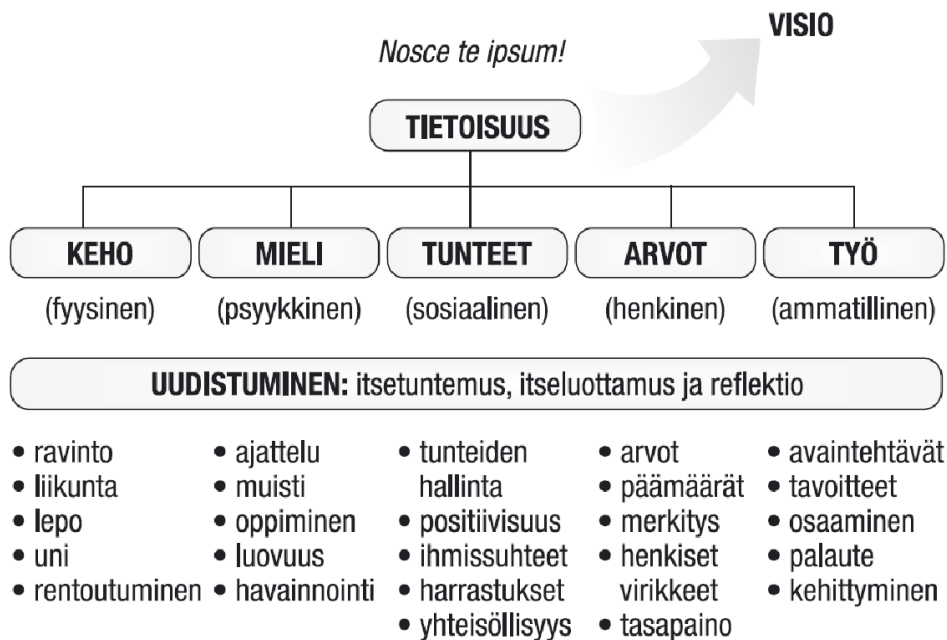 VISIO
Nosce te ipsum!
TIETOISUUS
KEHO
MIELI
TUNTEET
ARVOT
TYÖ
(fyysinen)
(psyykkinen)
(sosiaalinen)
(henkinen)
(ammatillinen)
UUDISTUMINEN: itsetuntemus, itseluottamus ja reflektio
• ravinto
• liikunta
• lepo
• uni
• rentoutuminen
• ajattelu
• muisti
• oppiminen
• luovuus
• havainnointi
• tunteiden
hallinta
• positiivisuus
• ihmissuhteet
• harrastukset
• yhteisöllisyys
• arvot
• päämäärät
• merkitys
• henkiset
virikkeet
• tasapaino
• avaintehtävät
• tavoitteet
• osaaminen
• palaute
• kehittyminen